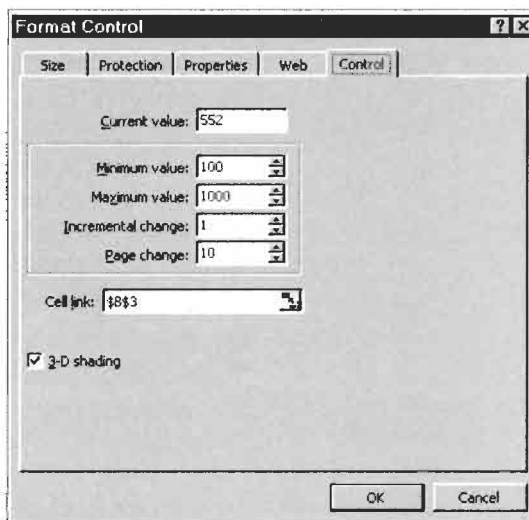 Format Control
Size Protection Properties Web Control
Current value: 552
Minimum value: 100
Maximum value: 1000
Incremental change: 1
Page change: 10
Cell link: $B$3
3-D shading
OK Cancel